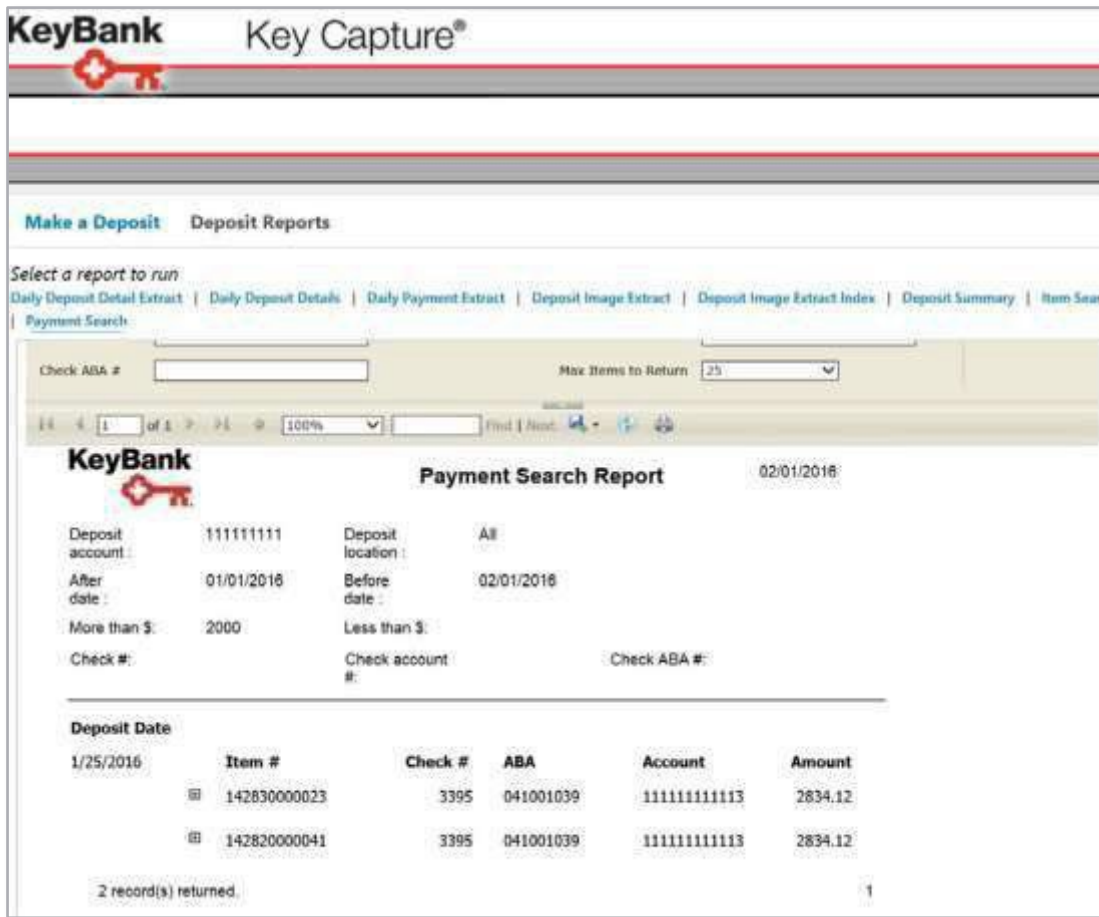 KeyBank Key Capture®
Make a Deposit Deposit Reports
Select a report to run
Daily Deposit Detail Extract | Daily Deposit Details | Daily Payment Extract | Deposit Image Extract | Deposit Image Extract Index | Deposit Summary | Item Sear
| Payment Search
Check ABA # Max Items to Return 25
1 of 1 100% Find | Next
KeyBank Payment Search Report 02/01/2016
Deposit account : 111111111 Deposit location : All
After date : 01/01/2016 Before date : 02/01/2016
More than $: 2000 Less than $:
Check #: Check account #: Check ABA #:
Deposit Date
1/25/2016 Item # Check # ABA Account Amount
142830000023 3395 041001039 111111111113 2834.12
142820000041 3395 041001039 111111111113 2834.12
2 record(s) returned. 1